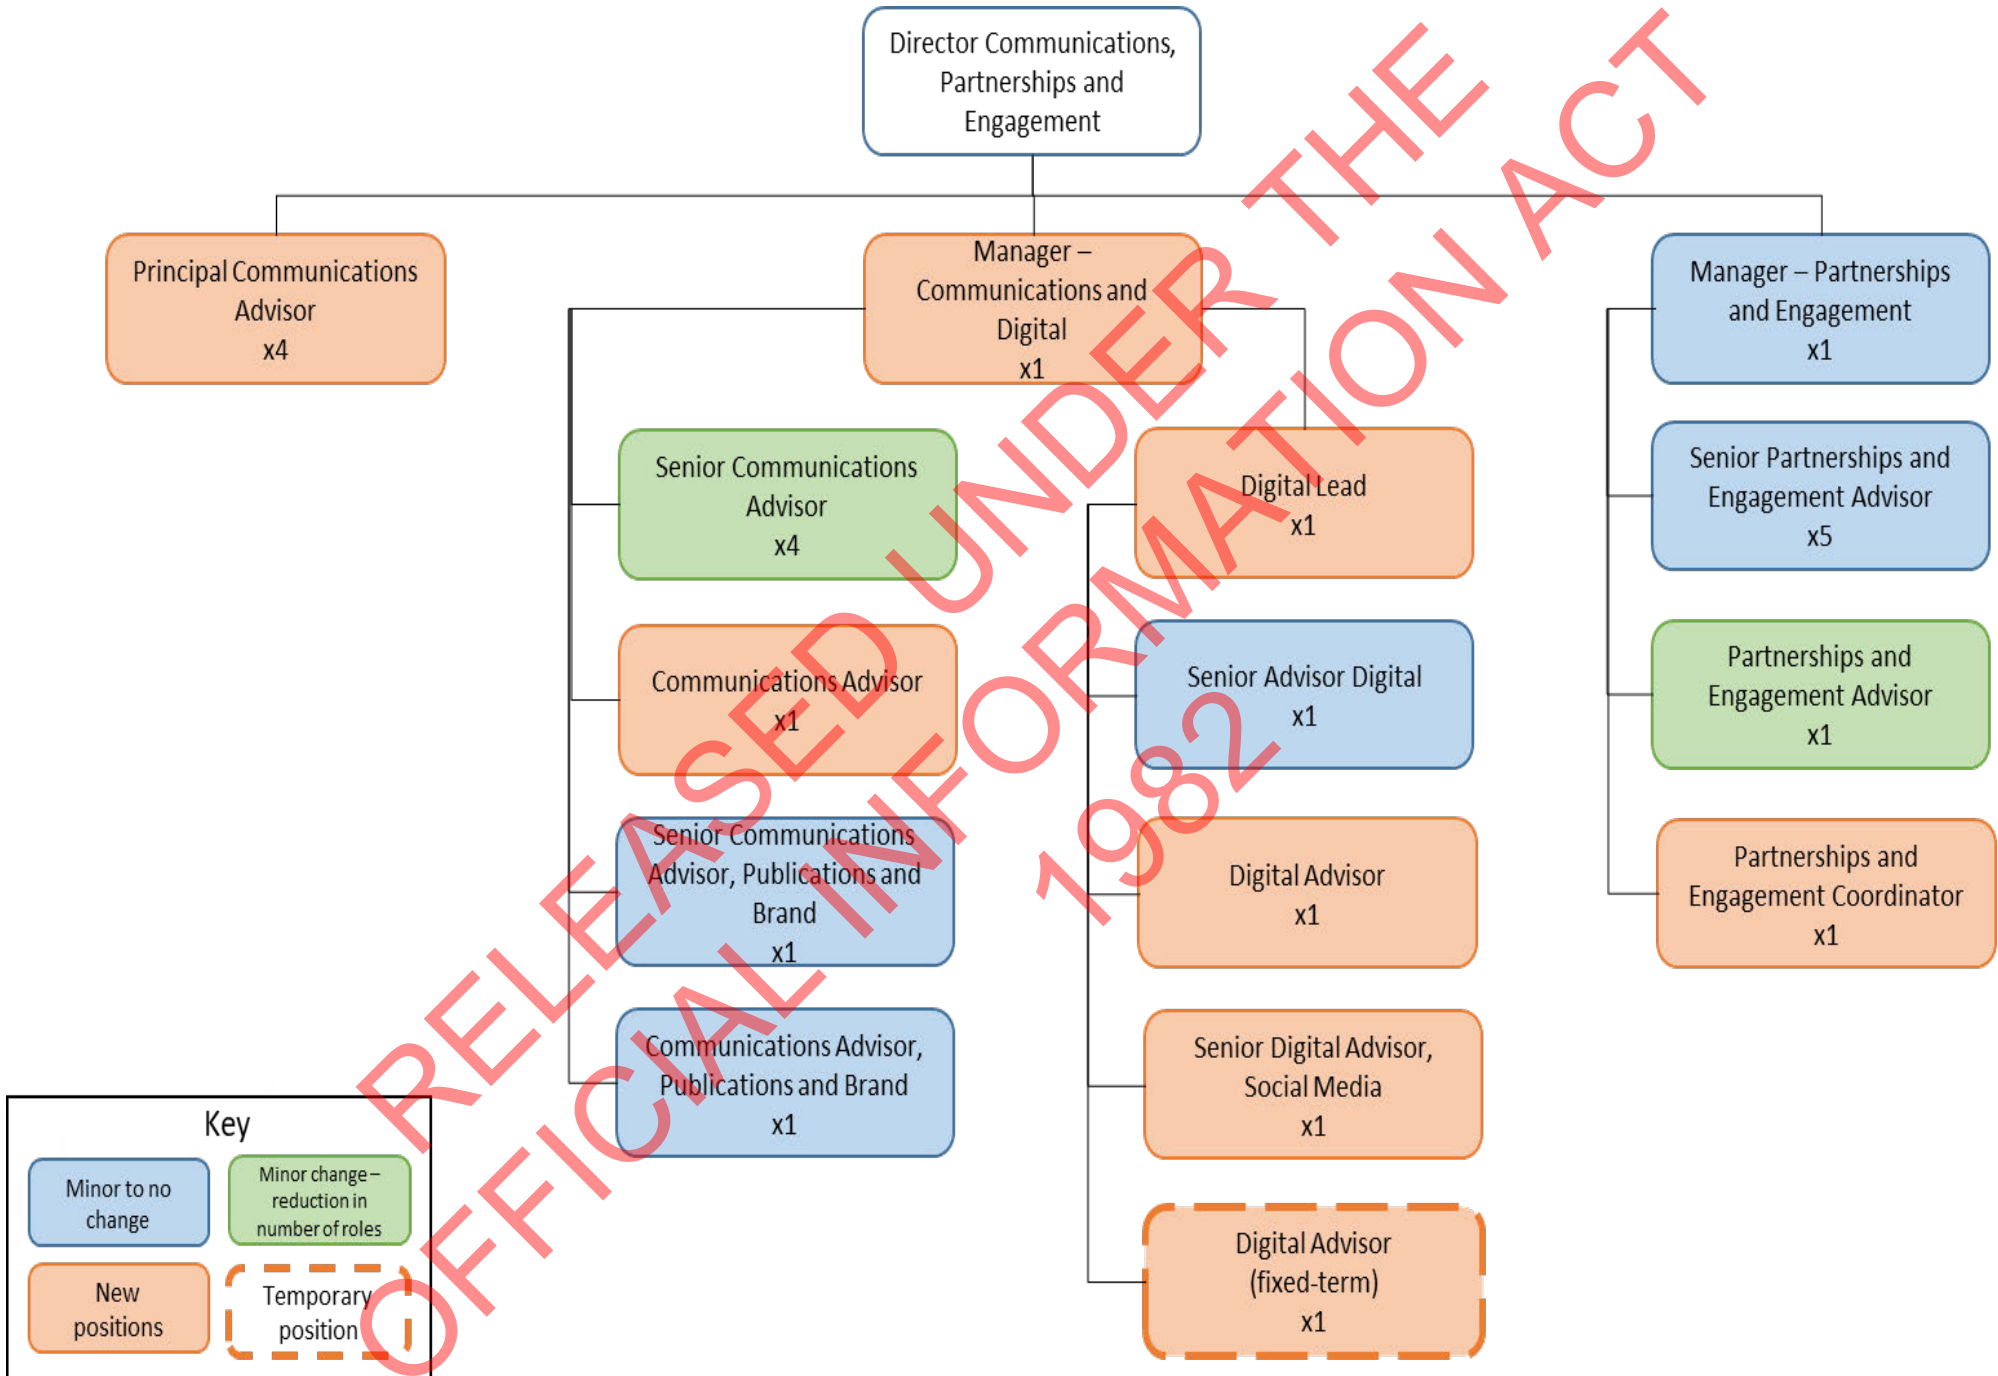 Director Communications,
Partnerships and
Engagement
Principal Communications
Advisor
x4
Manager –
Communications and
Digital
x1
Manager – Partnerships
and Engagement
x1
Senior Communications
Advisor
x4
Communications Advisor
x1
Senior Communications
Advisor, Publications and
Brand
x1
Communications Advisor,
Publications and Brand
x1
Digital Lead
x1
Senior Advisor Digital
x1
Digital Advisor
x1
Senior Digital Advisor,
Social Media
x1
Digital Advisor
(fixed-term)
x1
Senior Partnerships and
Engagement Advisor
x5
Partnerships and
Engagement Advisor
x1
Partnerships and
Engagement Coordinator
x1
Key
Minor to no
change
Minor change –
reduction in
number of roles
New
positions
Temporary
position
RELEASED UNDER THE
OFFICIAL INFORMATION ACT
1982